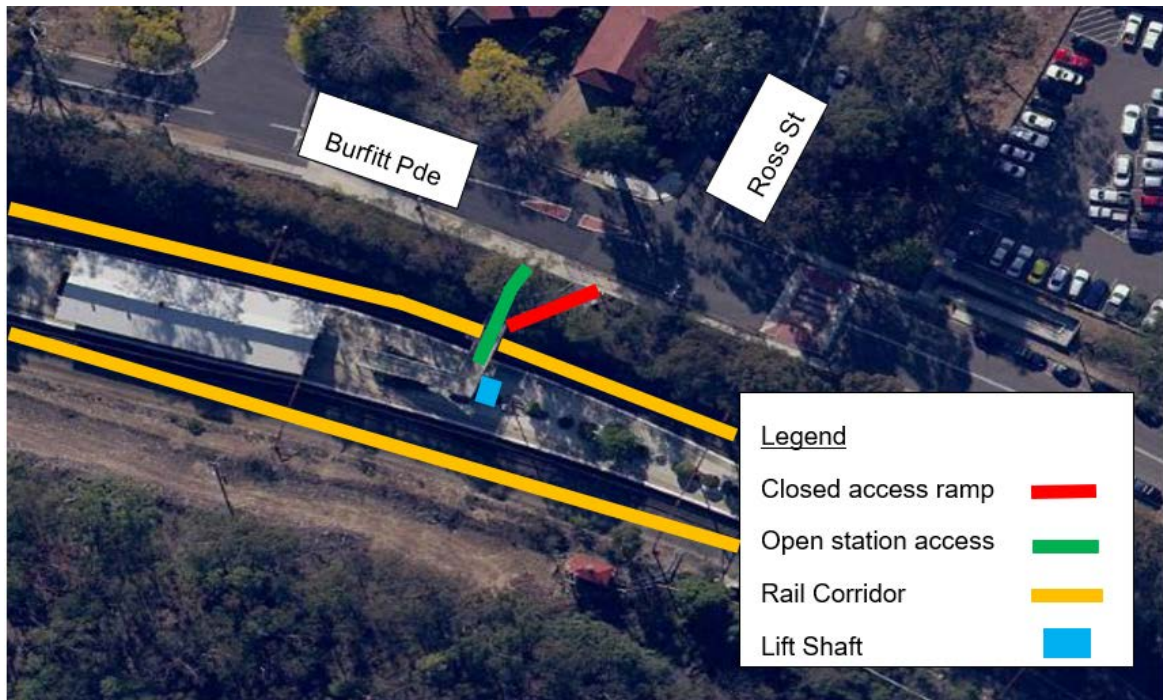 Burfitt Pde
Ross St
Legend
Closed access ramp
Open station access
Rail Corridor
Lift Shaft